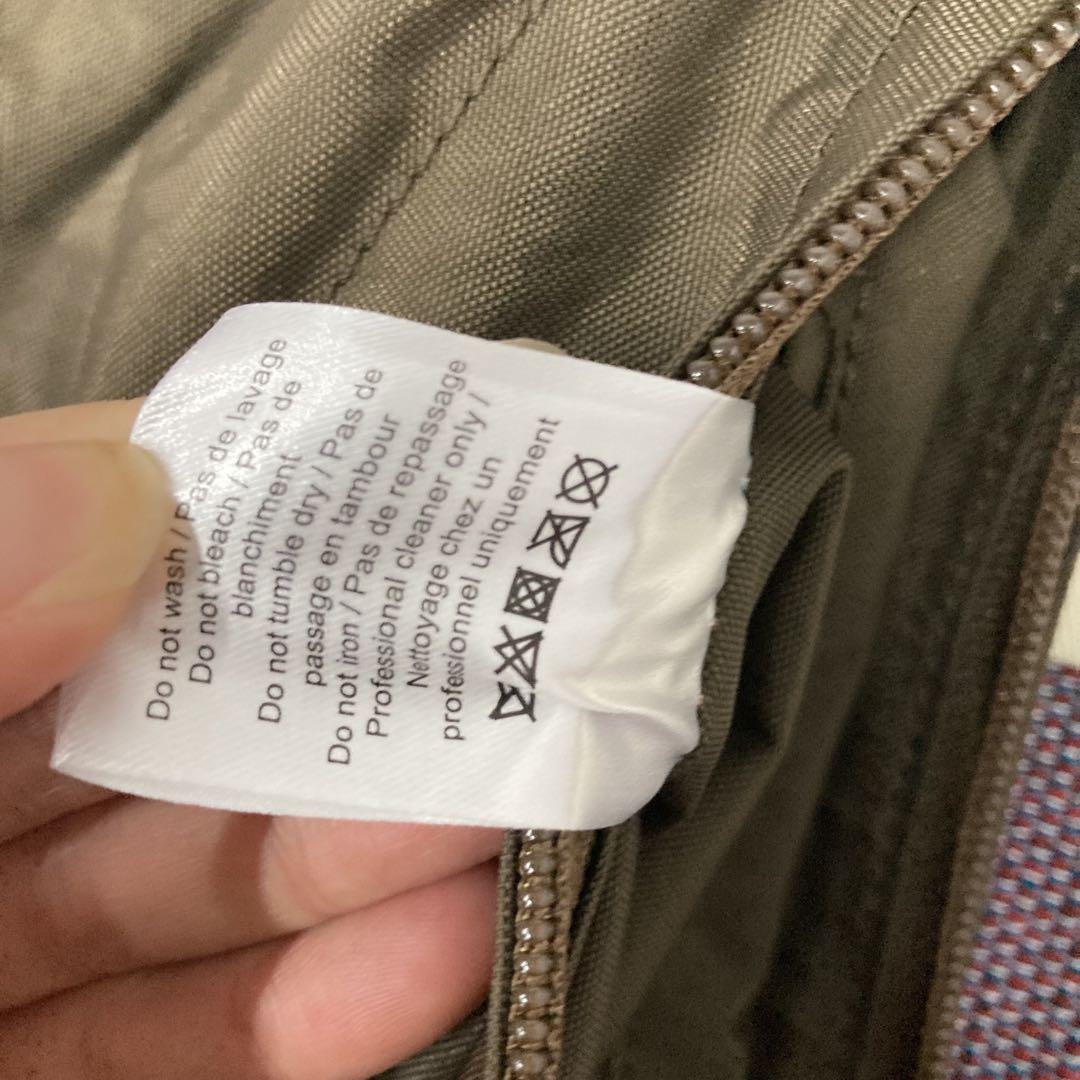 Do not wash / Pas de lavage
Do not bleach / Pas de
blanchiment
Do not tumble dry / Pas de
passage en tambour
Do not iron / Pas de repassage
Professional cleaner only /
Nettoyage chez un
professionnel uniquement